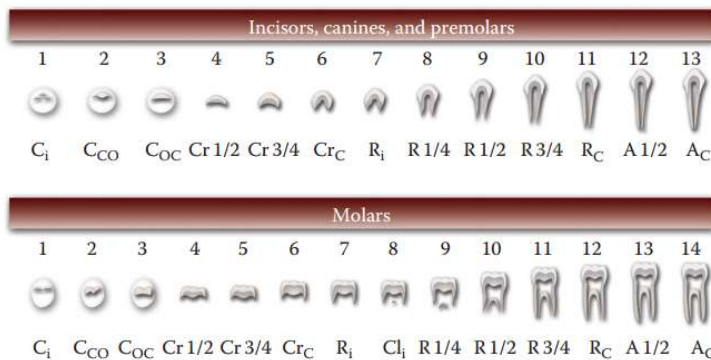 Incisors, canines, and premolars
1 2 3 4 5 6 7 8 9 10 11 12 13
Ci CCO COC Cr 1/2 Cr 3/4 CrC Ri R 1/4 R 1/2 R 3/4 RC A 1/2 AC
Molars
1 2 3 4 5 6 7 8 9 10 11 12 13 14
Ci CCO COC Cr 1/2 Cr 3/4 CrC Ri Cli R 1/4 R 1/2 R 3/4 RC A 1/2 AC